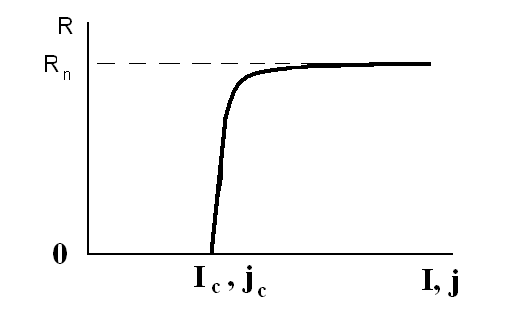 R
Rn
0
Ic, jc
I, j